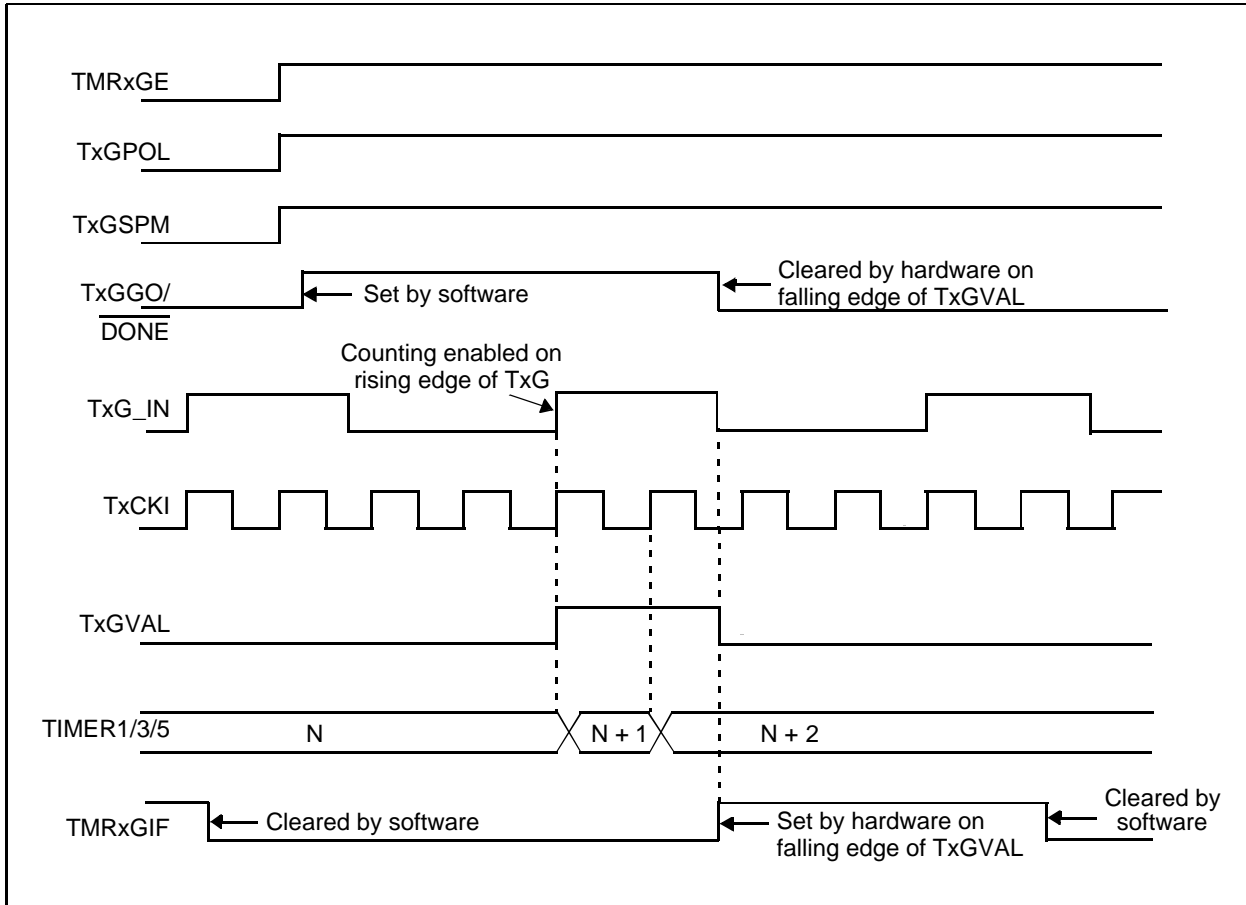 TMRxGE
TxGPOL
TxGSPM
TxGGO/
DONE
Set by software
Cleared by hardware on
falling edge of TxGVAL
Counting enabled on
rising edge of TxG
TxG_IN
TxCKI
TxGVAL
TIMER1/3/5
N
N + 1
N + 2
TMRxGIF
Cleared by software
Set by hardware on
falling edge of TxGVAL
Cleared by
software